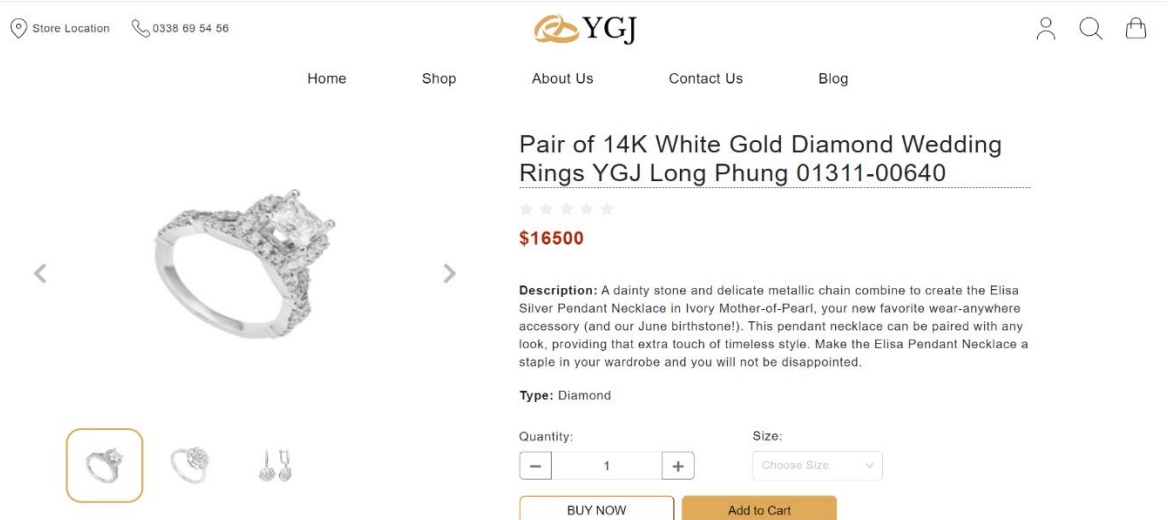 Store Location
0338 69 54 56
YGJ
Home
Shop
About Us
Contact Us
Blog
Pair of 14K White Gold Diamond Wedding
Rings YGJ Long Phung 01311-00640
$16500
Description: A dainty stone and delicate metallic chain combine to create the Elisa
Silver Pendant Necklace in Ivory Mother-of-Pearl, your new favorite wear-anywhere
accessory (and our June birthstone!). This pendant necklace can be paired with any
look, providing that extra touch of timeless style. Make the Elisa Pendant Necklace a
staple in your wardrobe and you will not be disappointed.
Type: Diamond
Quantity:
Size:
1
Choose Size
BUY NOW
Add to Cart